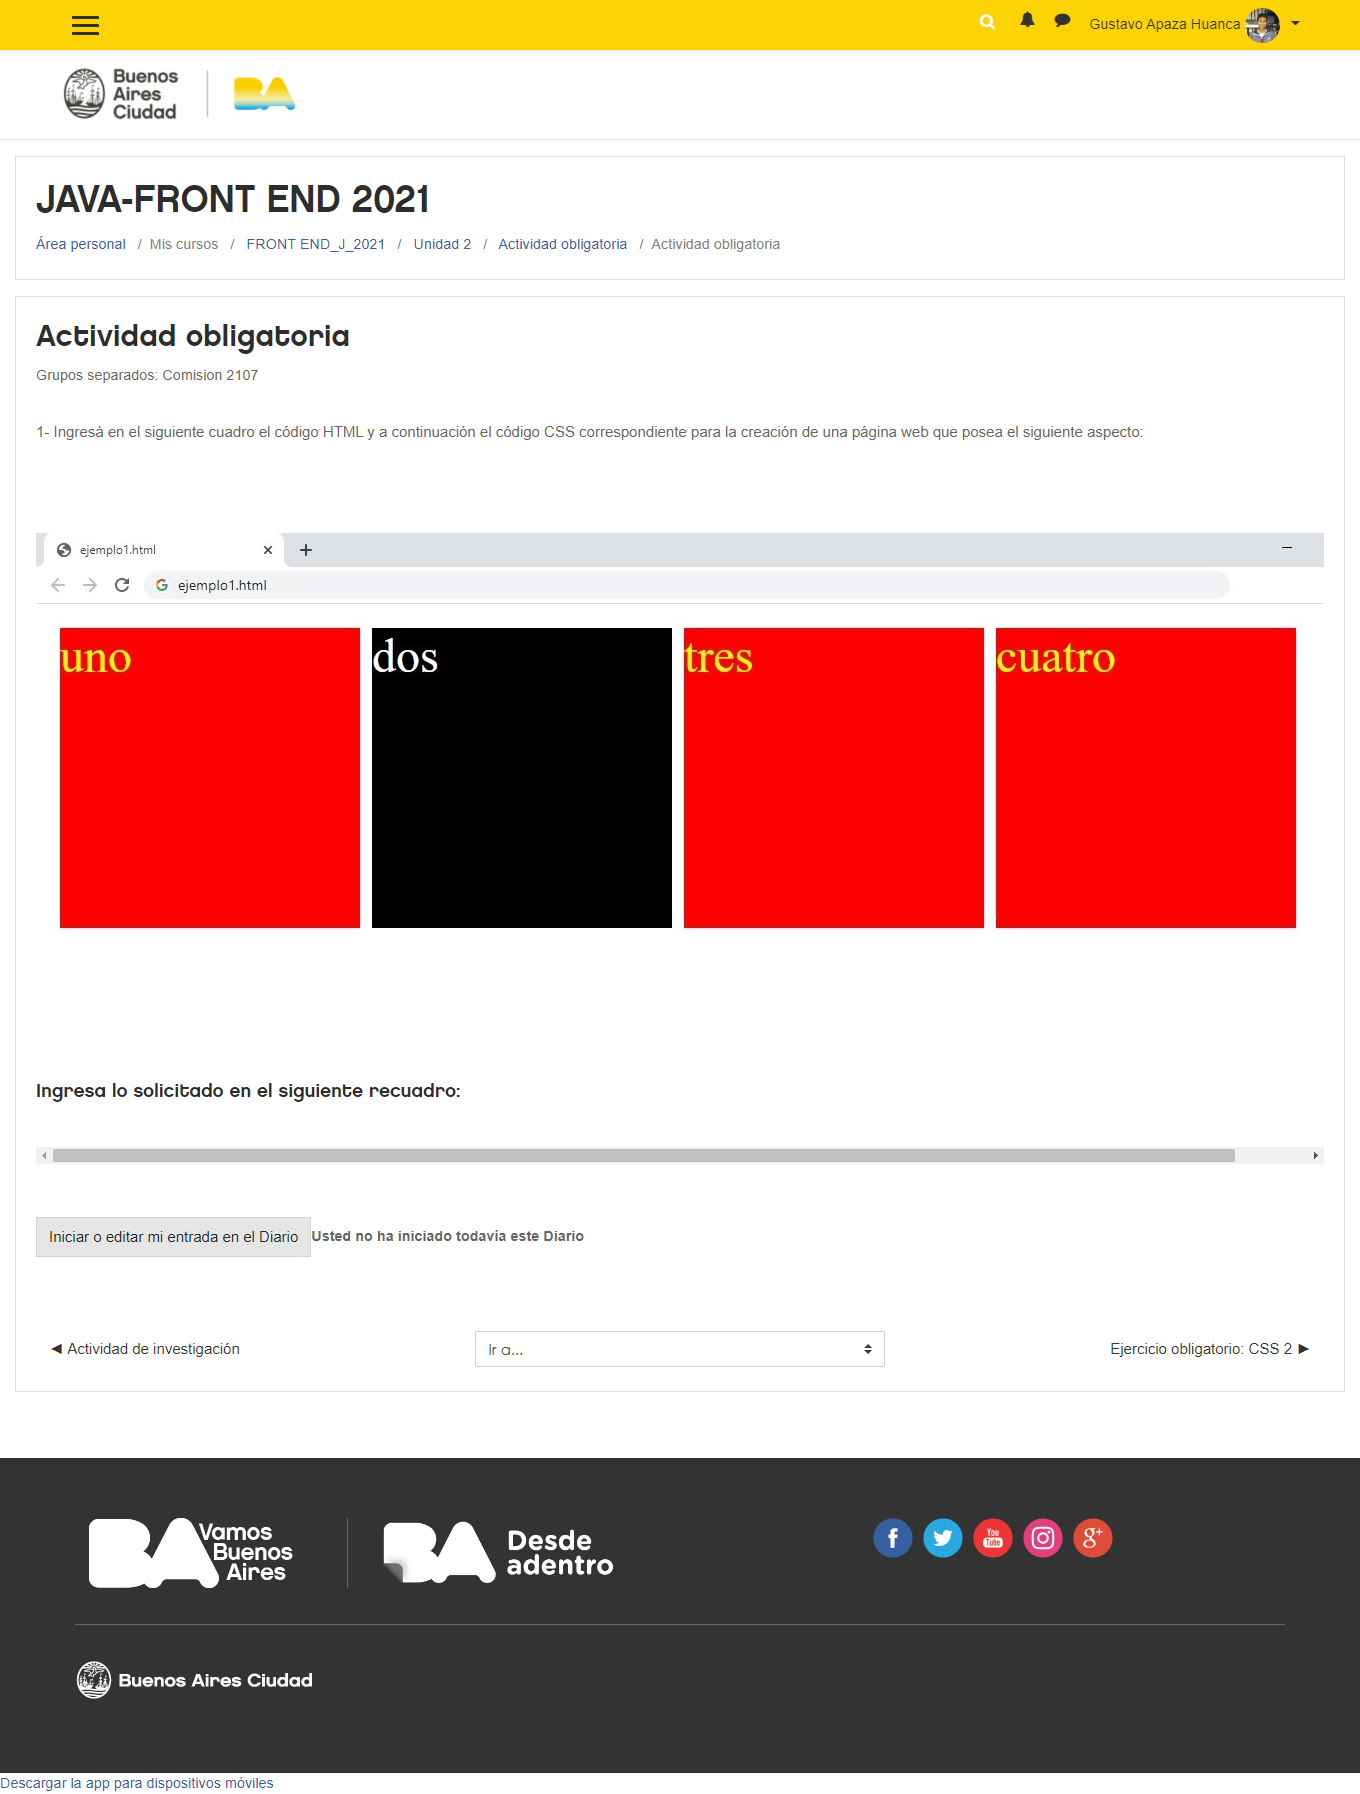 Gustavo Apaza Huanca
Buenos
Aires
Ciudad
BA
JAVA-FRONT END 2021
Área personal / Mis cursos / FRONT END_J_2021 / Unidad 2 / Actividad obligatoria / Actividad obligatoria
Actividad obligatoria
Grupos separados: Comision 2107
1- Ingresá en el siguiente cuadro el código HTML y a continuación el código CSS correspondiente para la creación de una página web que posea el siguiente aspecto:
ejemplo1.html
ejemplo1.html
uno dos tres cuatro
Ingresa lo solicitado en el siguiente recuadro:
Iniciar o editar mi entrada en el Diario Usted no ha iniciado todavía este Diario
◄ Actividad de investigación Ir a... Ejercicio obligatorio: CSS 2 ►
BA Vamos
Buenos
Aires
BA Desde
adentro
f You Tube g+
Buenos Aires Ciudad
Descargar la app para dispositivos móviles